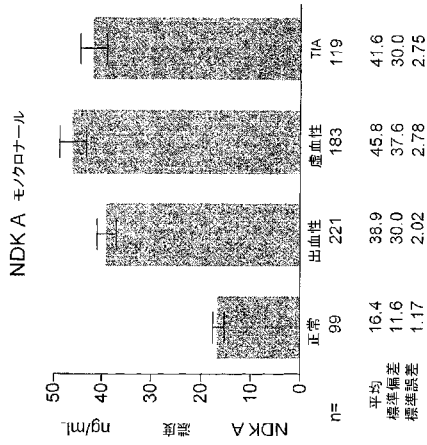 NDK A モノクロナール
ng/mL
濃度
NDK A
50
40
30
20
10
0
正常 出血性 虚血性 TIA
n= 99 221 183 119
平均 16.4 38.9 45.8 41.6
標準偏差 11.6 30.0 37.6 30.0
標準誤差 1.17 2.02 2.78 2.75